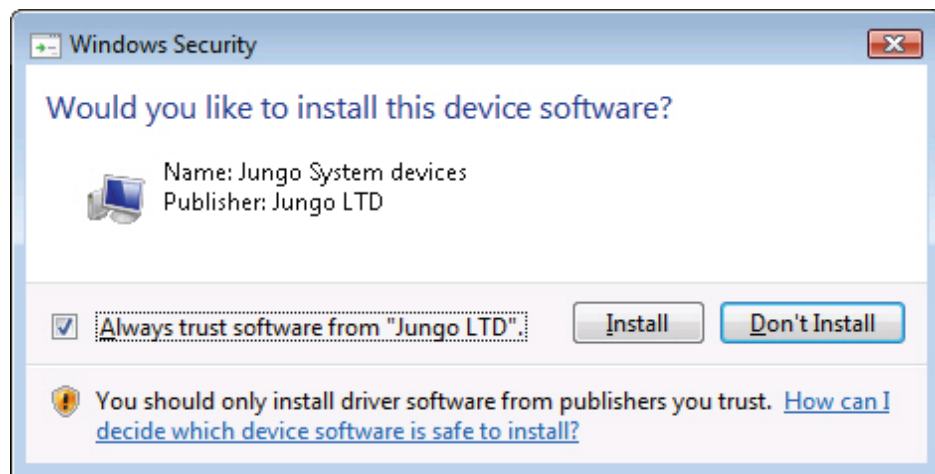 Windows Security
Would you like to install this device software?
Name: Jungo System devices
Publisher: Jungo LTD
Always trust software from "Jungo LTD".
Install
Don't Install
You should only install driver software from publishers you trust. How can I
decide which device software is safe to install?